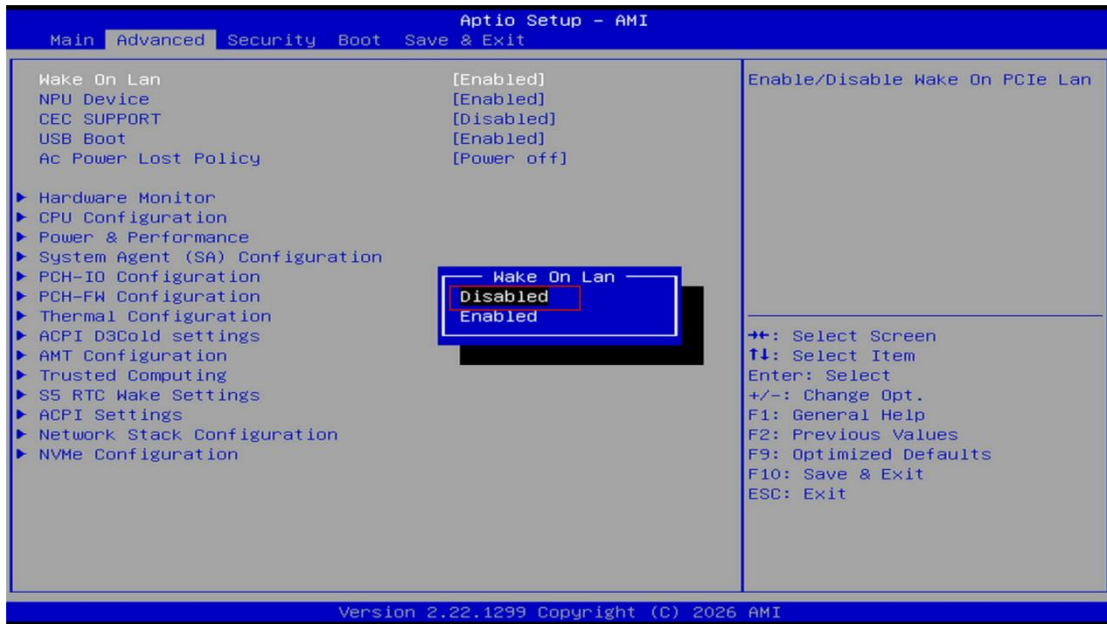 Aptio Setup - AMI
Main Advanced Security Boot Save & Exit
Wake On Lan [Enabled]
NPU Device [Enabled]
CEC SUPPORT [Disabled]
USB Boot [Enabled]
Ac Power Lost Policy [Power off]
Hardware Monitor
CPU Configuration
Power & Performance
System Agent (SA) Configuration
PCH-IO Configuration
PCH-FW Configuration
Thermal Configuration
ACPI D3Cold settings
AMT Configuration
Trusted Computing
S5 RTC Wake Settings
ACPI Settings
Network Stack Configuration
NVMe Configuration
Wake On Lan
Disabled
Enabled
Enable/Disable Wake On PCIe Lan
→←: Select Screen
↑↓: Select Item
Enter: Select
+/-: Change Opt.
F1: General Help
F2: Previous Values
F9: Optimized Defaults
F10: Save & Exit
ESC: Exit
Version 2.22.1299 Copyright (C) 2026 AMI